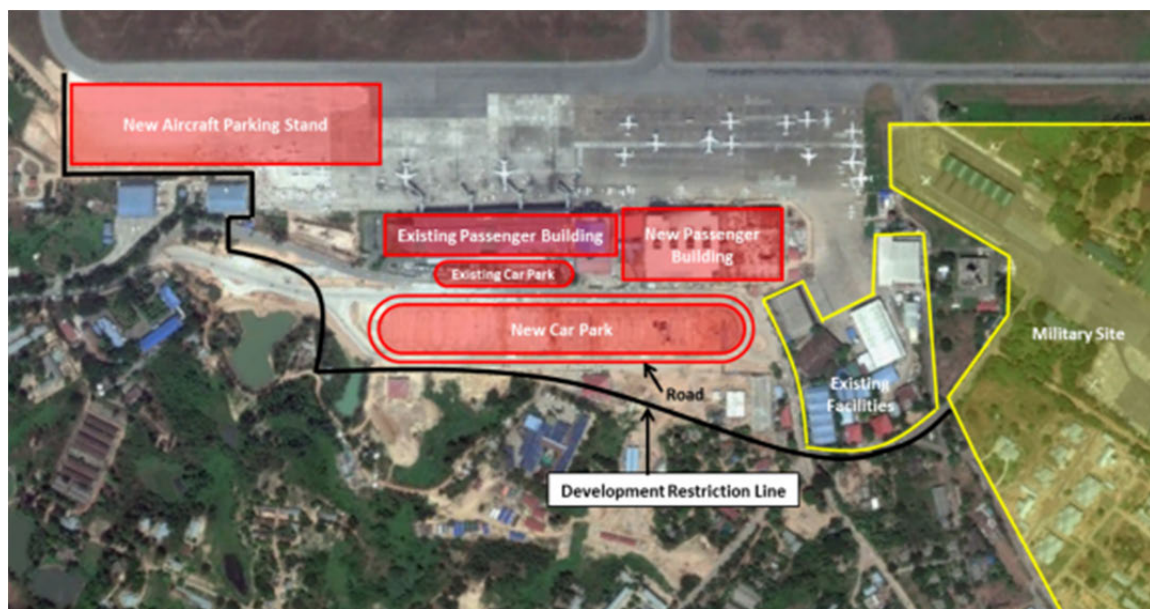 New Aircraft Parking Stand
Existing Passenger Building
New Passenger
Building
Existing Car Park
New Car Park
Military Site
Road
Existing
Facilities
Development Restriction Line